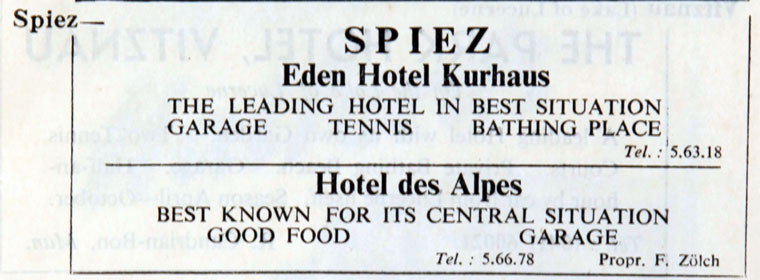 Spiez—
SPIEZ
Eden Hotel Kurhaus
THE LEADING HOTEL IN BEST SITUATION
GARAGE TENNIS BATHING PLACE
Tel. : 5.63.18
Hotel des Alpes
BEST KNOWN FOR ITS CENTRAL SITUATION
GOOD FOOD GARAGE
Tel. : 5.66.78 Propr. F. Zölch